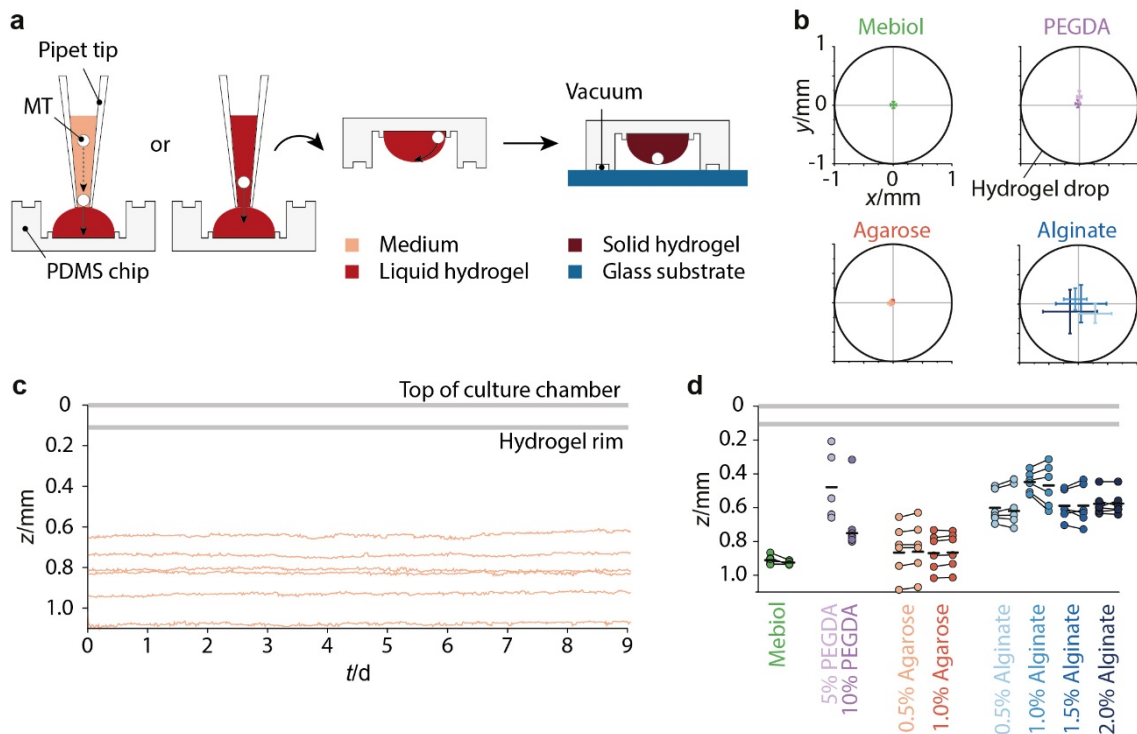 a
Pipet tip
MT
or
PDMS chip
Vacuum
Medium
Liquid hydrogel
Solid hydrogel
Glass substrate
b
Mebiol
PEGDA
1
0
-1
y/mm
-1 0 1
x/mm
Hydrogel drop
Agarose
Alginate
c
Top of culture chamber
Hydrogel rim
0
0.2
0.4
0.6
0.8
1.0
z/mm
0 1 2 3 4 5 6 7 8 9
t/d
d
0
0.2
0.4
0.6
0.8
1.0
z/mm
Mebiol
5% PEGDA
10% PEGDA
0.5% Agarose
1.0% Agarose
0.5% Alginate
1.0% Alginate
1.5% Alginate
2.0% Alginate